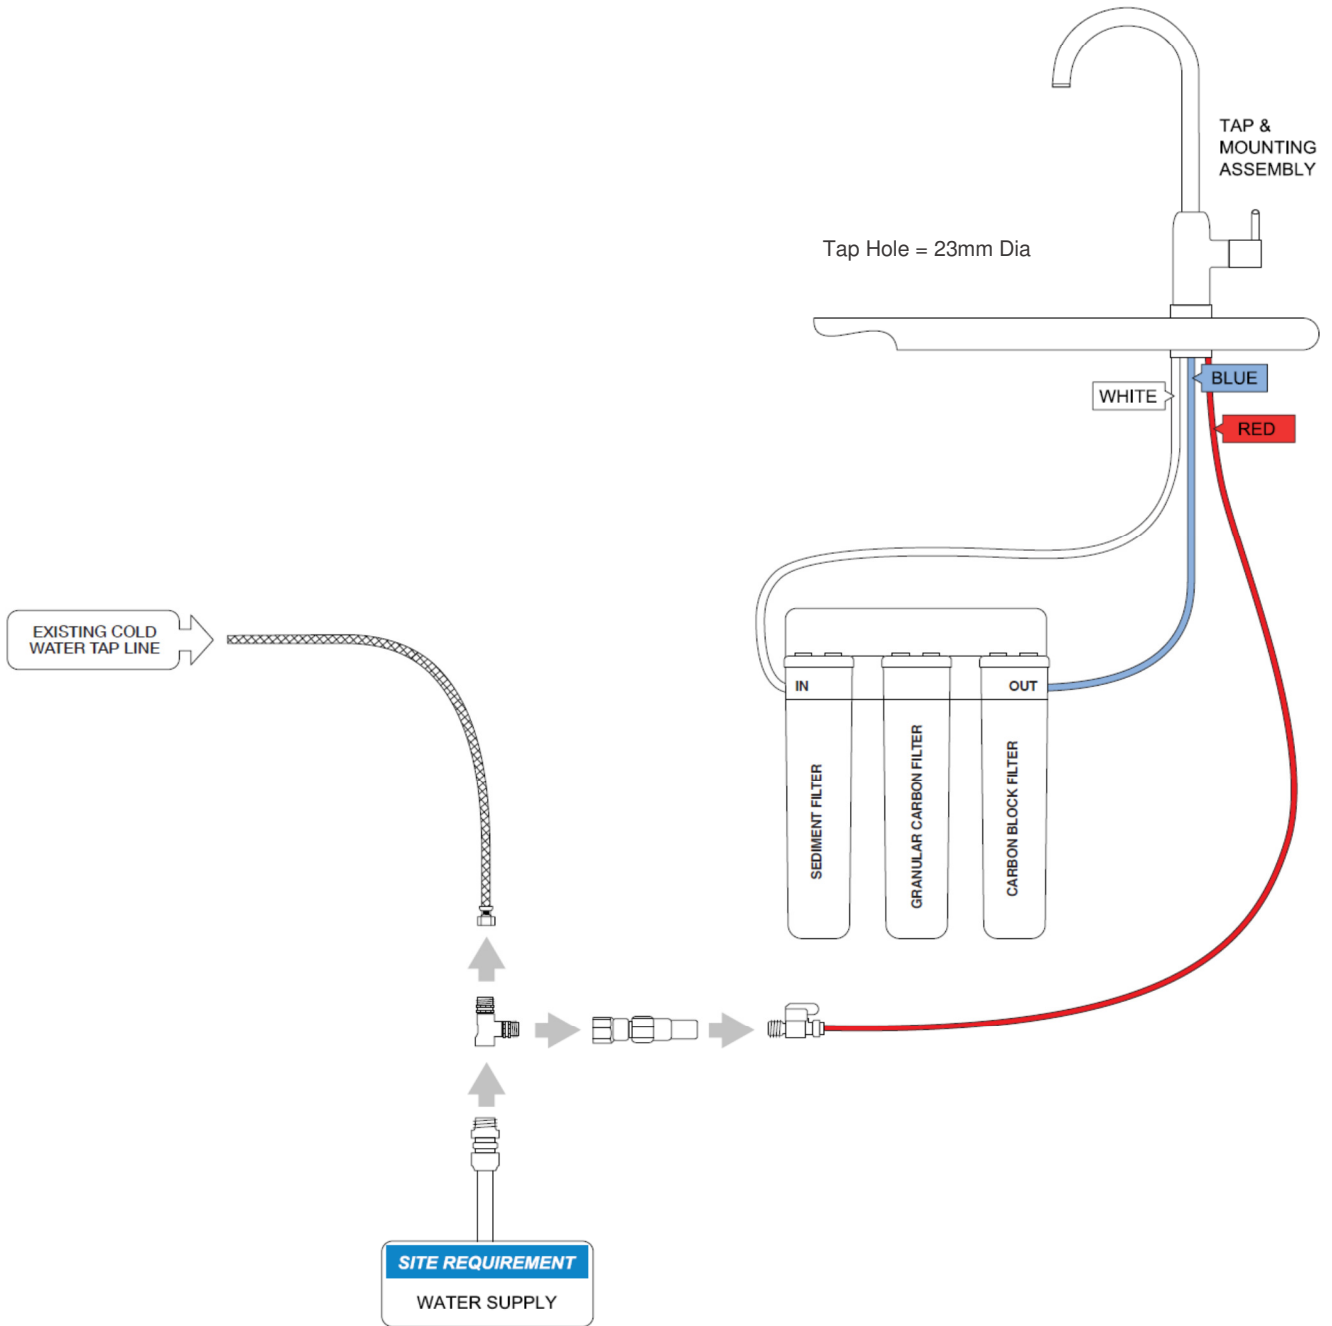 TAP &
MOUNTING
ASSEMBLY
Tap Hole = 23mm Dia
BLUE
WHITE
RED
EXISTING COLD
WATER TAP LINE
IN
OUT
SEDIMENT FILTER
GRANULAR CARBON FILTER
CARBON BLOCK FILTER
SITE REQUIREMENT
WATER SUPPLY